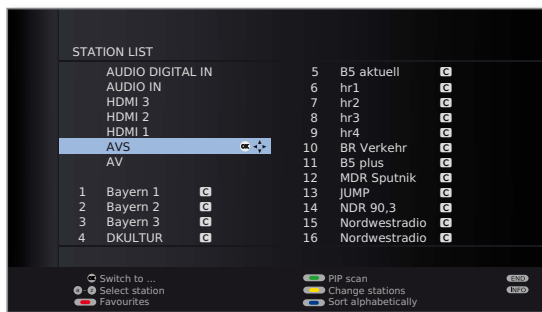 STATION LIST
AUDIO DIGITAL IN
AUDIO IN
HDMI 3
HDMI 2
HDMI 1
AVS OK
AV
1 Bayern 1 C
2 Bayern 2 C
3 Bayern 3 C
4 DKULTUR C
5 B5 aktuell C
6 hr1 C
7 hr2 C
8 hr3 C
9 hr4 C
10 BR Verkehr C
11 B5 plus C
12 MDR Sputnik C
13 JUMP C
14 NDR 90,3 C
15 Nordwestradio C
16 Nordwestradio C
OK Switch to ...
Select station
Favourites
PIP scan
Change stations
Sort alphabetically
END
INFO